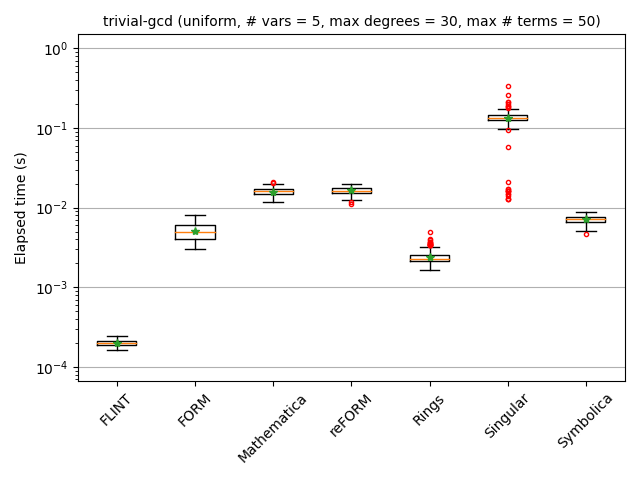 trivial-gcd (uniform, # vars = 5, max degrees = 30, max # terms = 50)
Elapsed time (s)
10⁰
10⁻¹
10⁻²
10⁻³
10⁻⁴
FLINT
FORM
Mathematica
reFORM
Rings
Singular
Symbolica